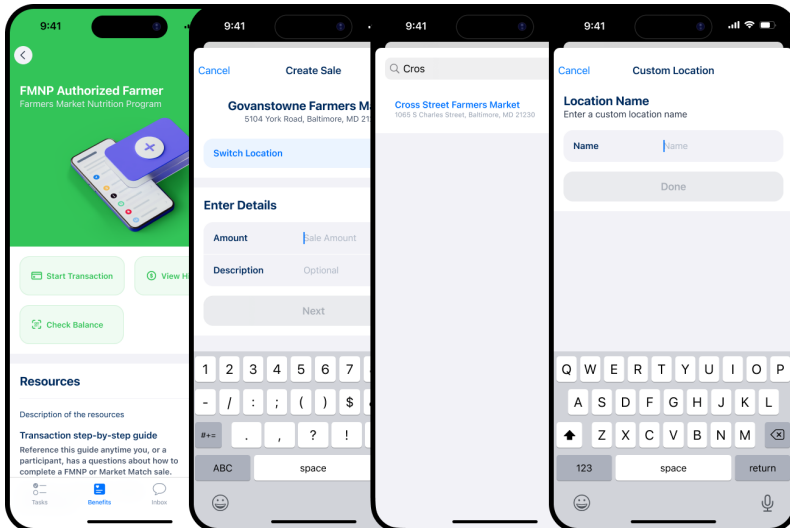 9:41
FMNP Authorized Farmer
Farmers Market Nutrition Program
Start Transaction
View H
Check Balance
Resources
Description of the resources
Transaction step-by-step guide
Reference this guide anytime you, or a
participant, has a questions about how to
complete a FMNP or Market Match sale.
Tasks
Benefits
Inbox
9:41
Cancel
Create Sale
Govanstowne Farmers M
5104 York Road, Baltimore, MD 21
Switch Location
Enter Details
Amount
Sale Amount
Description
Optional
Next
1 2 3 4 5 6 7
- / : ; ( ) $
#+= . , ? !
ABC
space
9:41
Cros
Cross Street Farmers Market
1065 S Charles Street, Baltimore, MD 21230
9:41
Cancel
Custom Location
Location Name
Enter a custom location name
Name
Name
Done
Q W E R T Y U I O P
A S D F G H J K L
Z X C V B N M
123
space
return